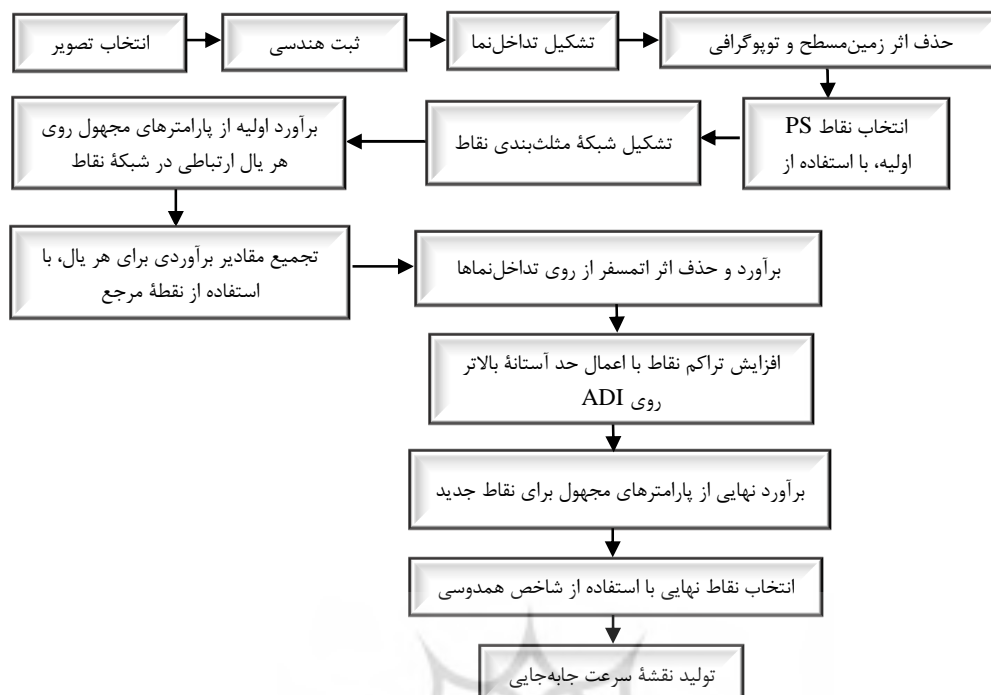 انتخاب تصویر
ثبت هندسی
تشکیل تداخل‌نما
حذف اثر زمین‌مسطح و توپوگرافی
انتخاب نقاط PS
اولیه، با استفاده از
تشکیل شبکهٔ مثلث‌بندی نقاط
برآورد اولیه از پارامترهای مجهول روی
هر یال ارتباطی در شبکهٔ نقاط
تجمیع مقادیر برآوردی برای هر یال، با
استفاده از نقطهٔ مرجع
برآورد و حذف اثر اتمسفر از روی تداخل‌نماها
افزایش تراکم نقاط با اعمال حد آستانهٔ بالاتر
روی ADI
برآورد نهایی از پارامترهای مجهول برای نقاط جدید
انتخاب نقاط نهایی با استفاده از شاخص همدوسی
تولید نقشهٔ سرعت جابه‌جایی